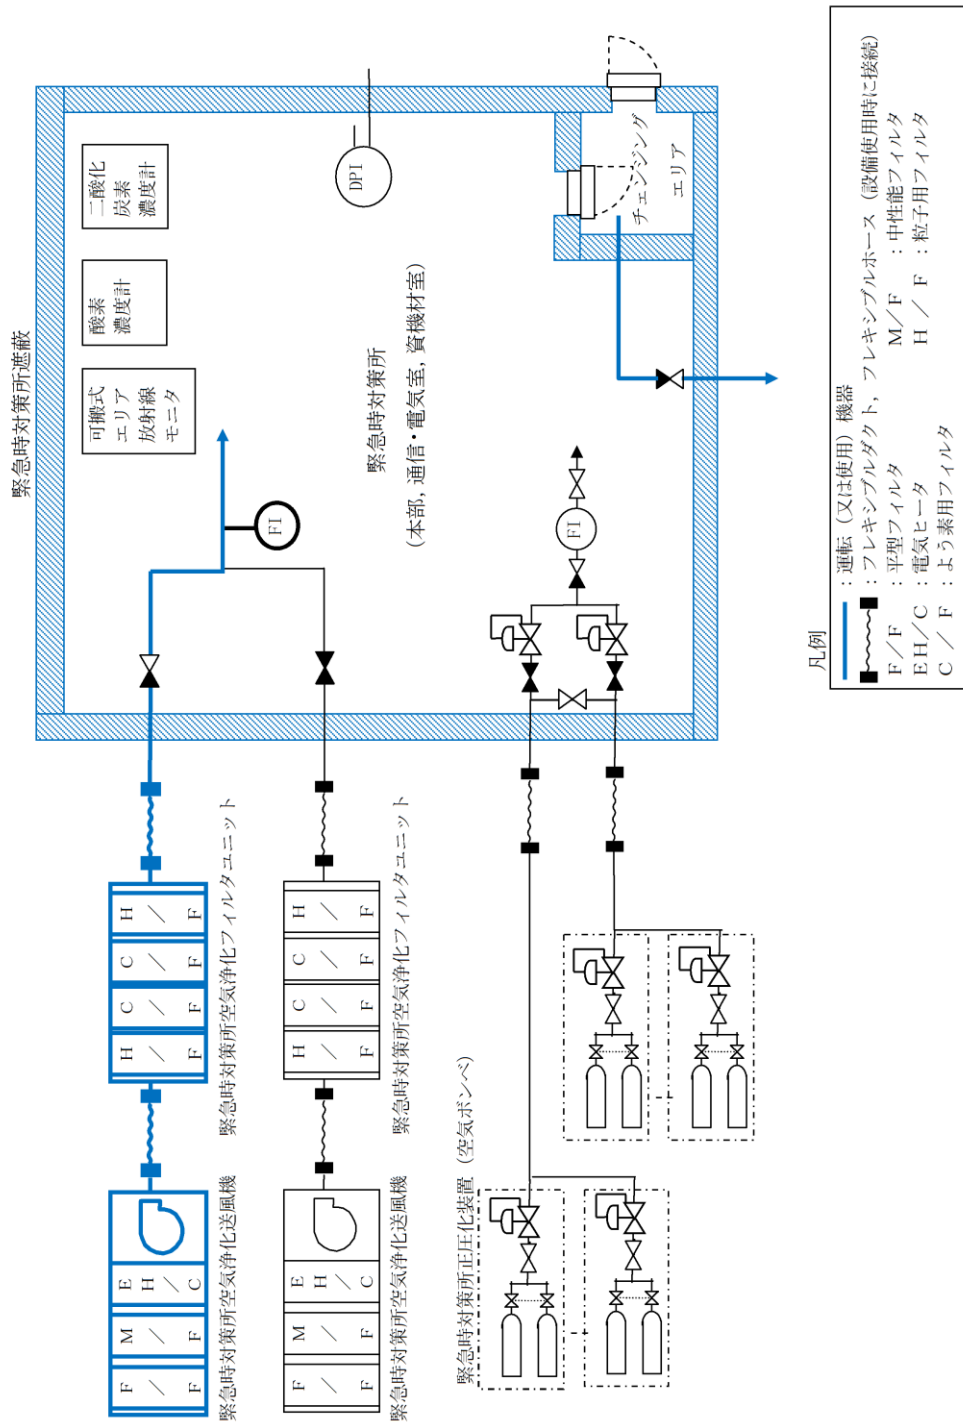 緊急時対策所遮蔽
可搬式
エリア
放射線
モニタ
酸素
濃度計
二酸化
炭素
濃度計
FI
DPI
緊急時対策所
(本部, 通信・電気室, 資機材室)
チェンジング
エリア
FI
F/F
M/F
EH/C
緊急時対策所空気浄化送風機
H/F
C/F
C/F
H/F
緊急時対策所空気浄化フィルタユニット
F/F
M/F
EH/C
緊急時対策所空気浄化送風機
H/F
C/F
C/F
H/F
緊急時対策所空気浄化フィルタユニット
緊急時対策所正圧化装置 (空気ボンベ)
凡例
:運転 (又は使用) 機器
:フレキシブルダクト, フレキシブルホース (設備使用時に接続)
F/F :平型フィルタ M/F :中性能フィルタ
EH/C :電気ヒータ H/F :粒子用フィルタ
C/F :よう素用フィルタ